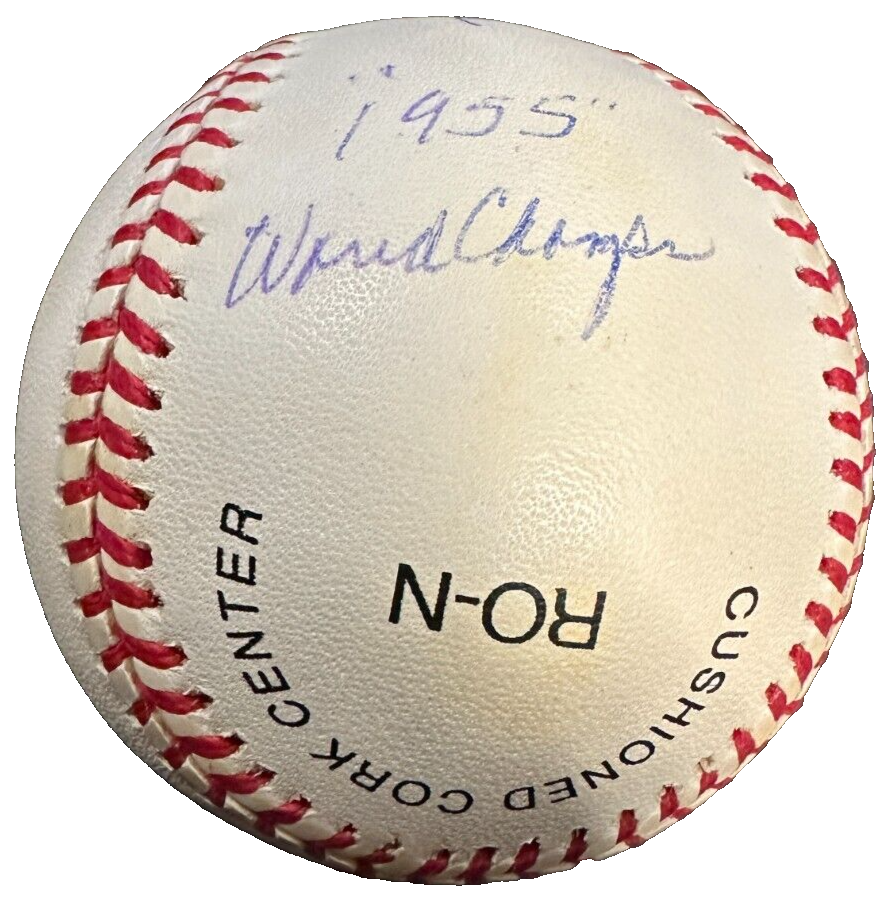 "1955"
World Champs
RO-N
CUSHIONED CORK CENTER